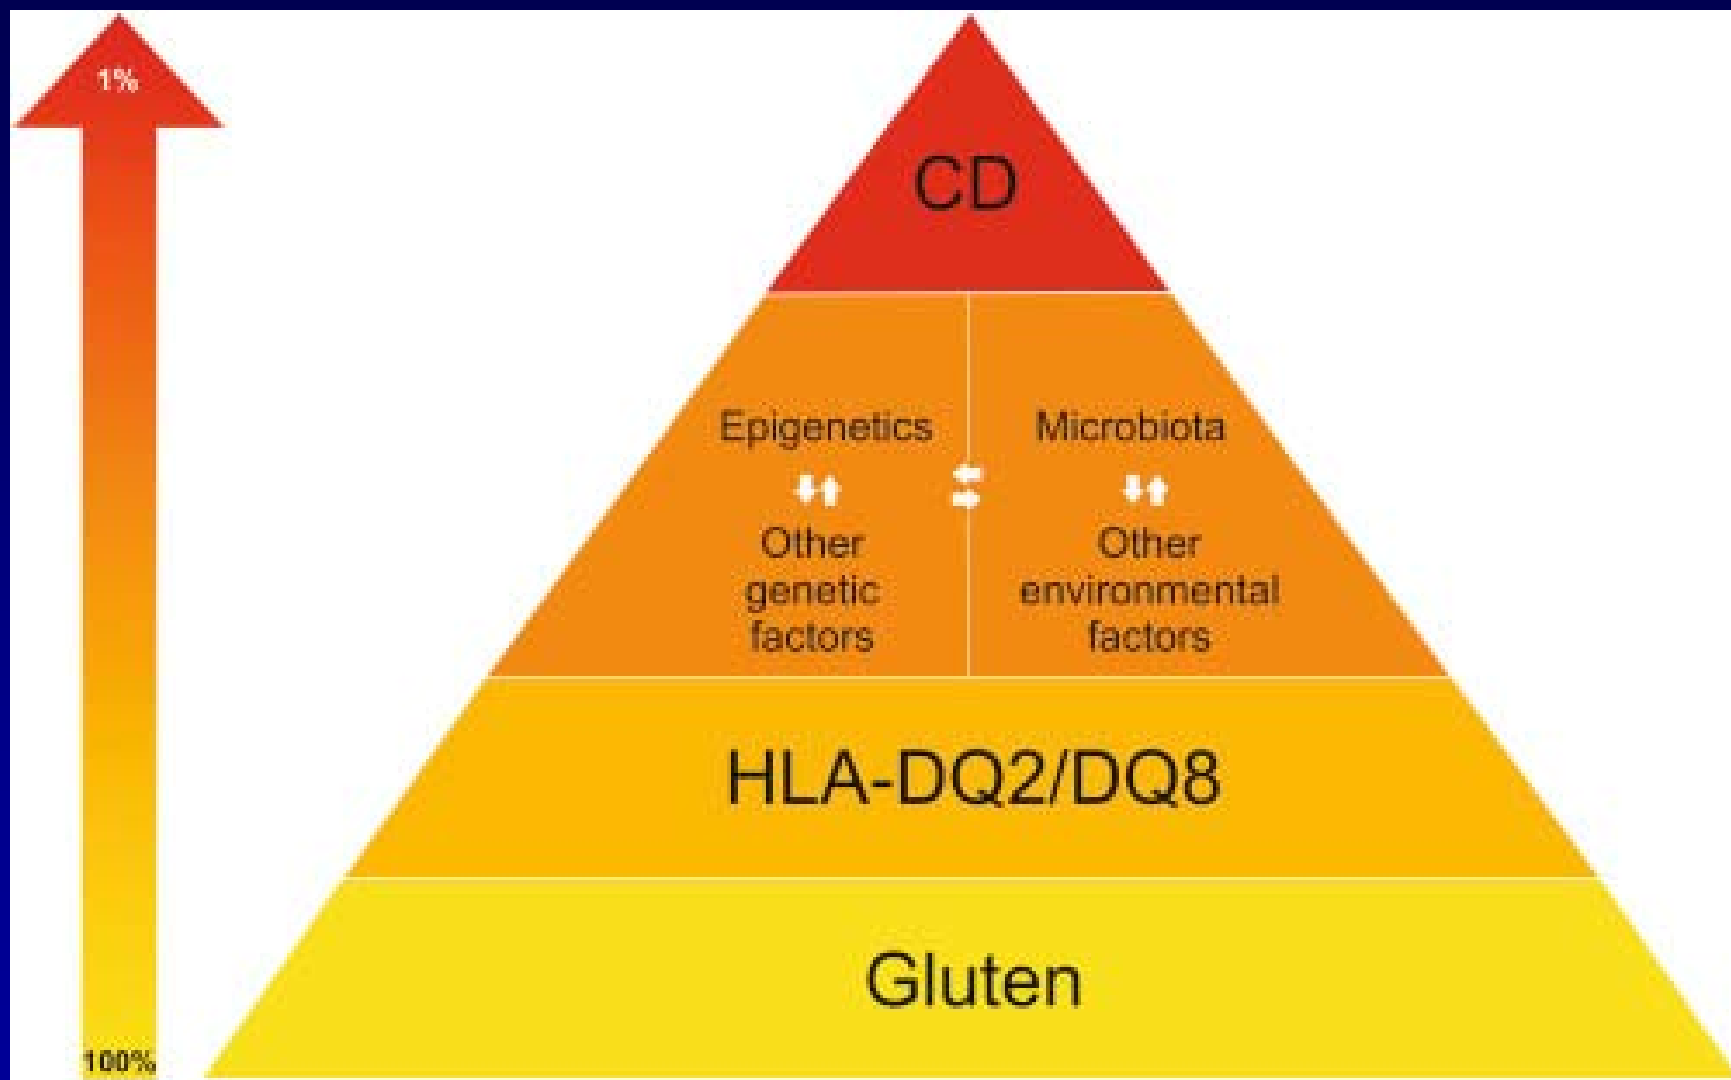 1%
CD
Epigenetics
Microbiota
Other
genetic
factors
Other
environmental
factors
HLA-DQ2/DQ8
Gluten
100%